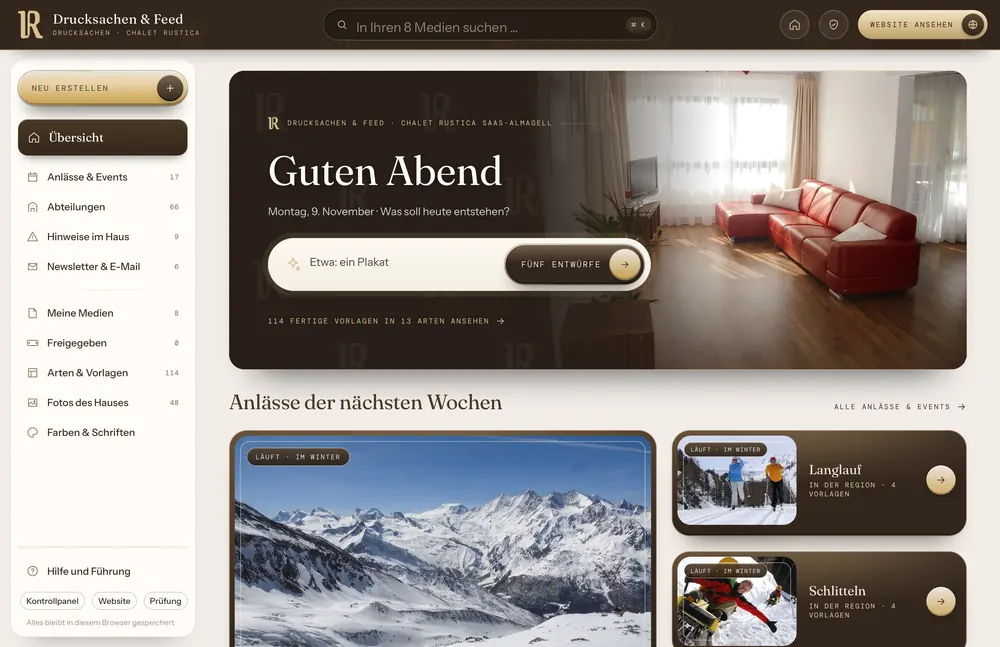 Drucksachen & Feed
DRUCKSACHEN · CHALET RUSTICA
In Ihren 8 Medien suchen …
⌘ K
WEBSITE ANSEHEN
NEU ERSTELLEN
Übersicht
Anlässe & Events 17
Abteilungen 66
Hinweise im Haus 9
Newsletter & E-Mail 6
Meine Medien 8
Freigegeben 0
Arten & Vorlagen 114
Fotos des Hauses 48
Farben & Schriften
Hilfe und Führung
Kontrollpanel Website Prüfung
Alles bleibt in diesem Browser gespeichert
DRUCKSACHEN & FEED · CHALET RUSTICA SAAS-ALMAGELL
Guten Abend
Montag, 9. November · Was soll heute entstehen?
Etwa: ein Plakat
FÜNF ENTWÜRFE →
114 FERTIGE VORLAGEN IN 13 ARTEN ANSEHEN →
Anlässe der nächsten Wochen
ALLE ANLÄSSE & EVENTS →
LÄUFT · IM WINTER
LÄUFT · IM WINTER
Langlauf
IN DER REGION · 4
VORLAGEN
LÄUFT · IM WINTER
Schlitteln
IN DER REGION · 4
VORLAGEN